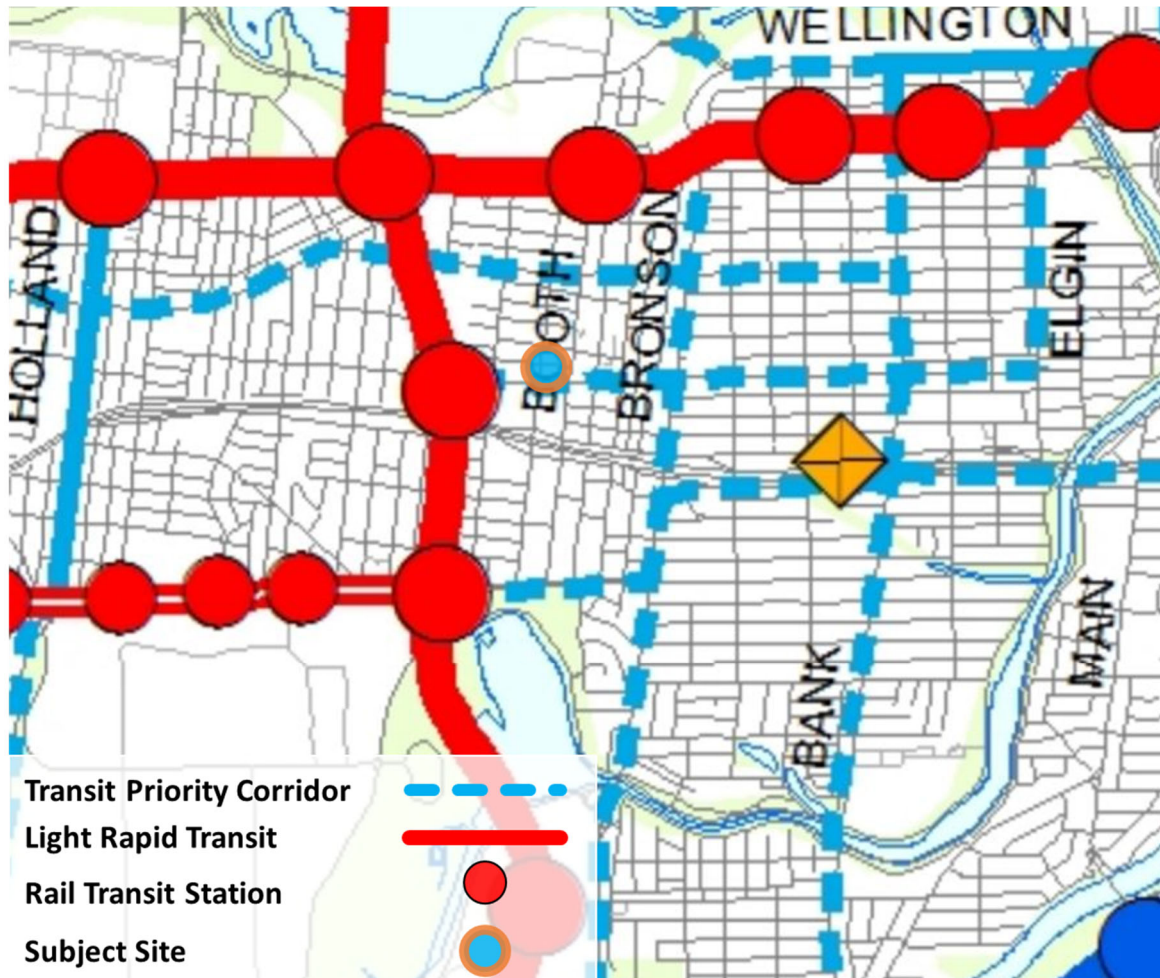 WELLINGTON
HOLLAND
BOOTH
BRONSON
ELGIN
MAIN
BANK
Transit Priority Corridor
Light Rapid Transit
Rail Transit Station
Subject Site